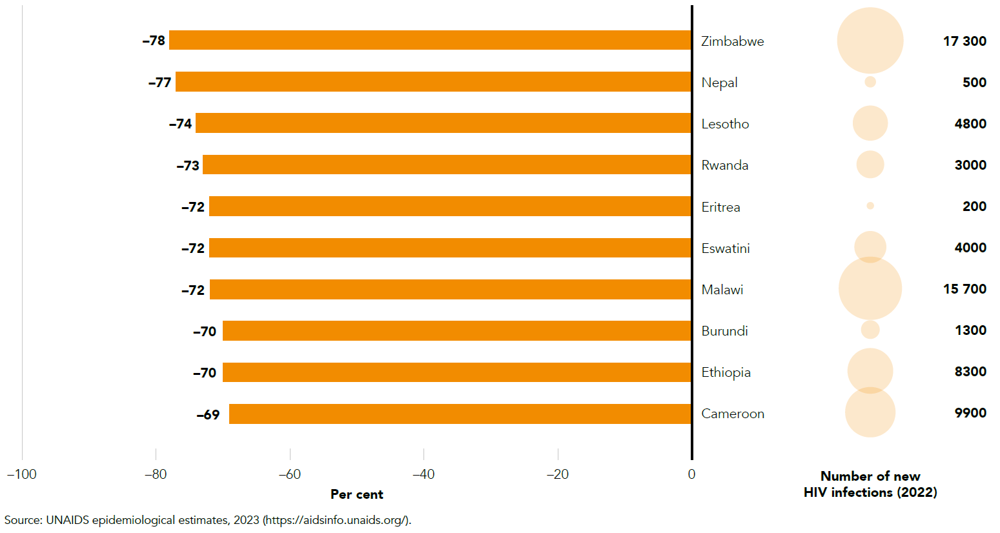 –78 Zimbabwe 17 300
–77 Nepal 500
–74 Lesotho 4800
–73 Rwanda 3000
–72 Eritrea 200
–72 Eswatini 4000
–72 Malawi 15 700
–70 Burundi 1300
–70 Ethiopia 8300
–69 Cameroon 9900
–100 –80 –60 –40 –20 0
Per cent
Number of new
HIV infections (2022)
Source: UNAIDS epidemiological estimates, 2023 (https://aidsinfo.unaids.org/).